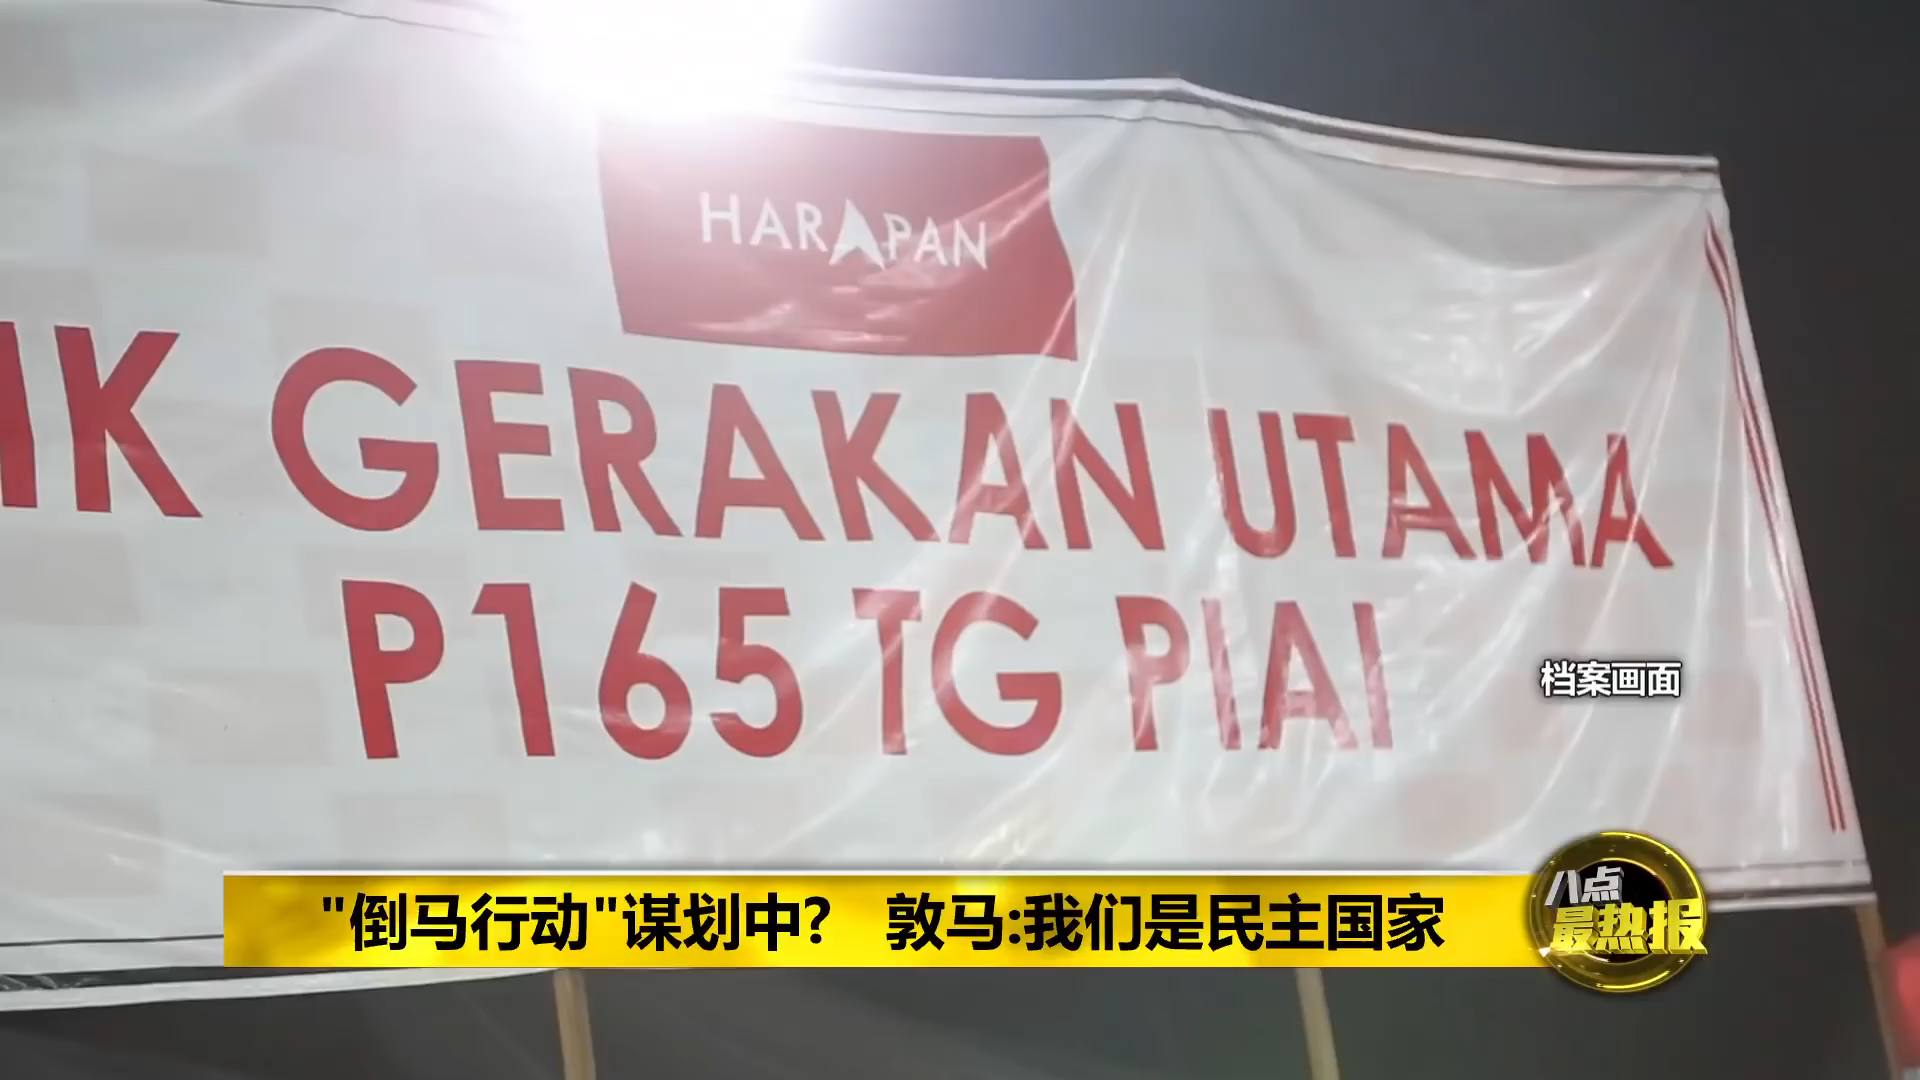 HARAPAN
IK GERAKAN UTAMA
P165 TG PIAI
档案画面
"倒马行动"谋划中? 敦马:我们是民主国家
八点
最热报